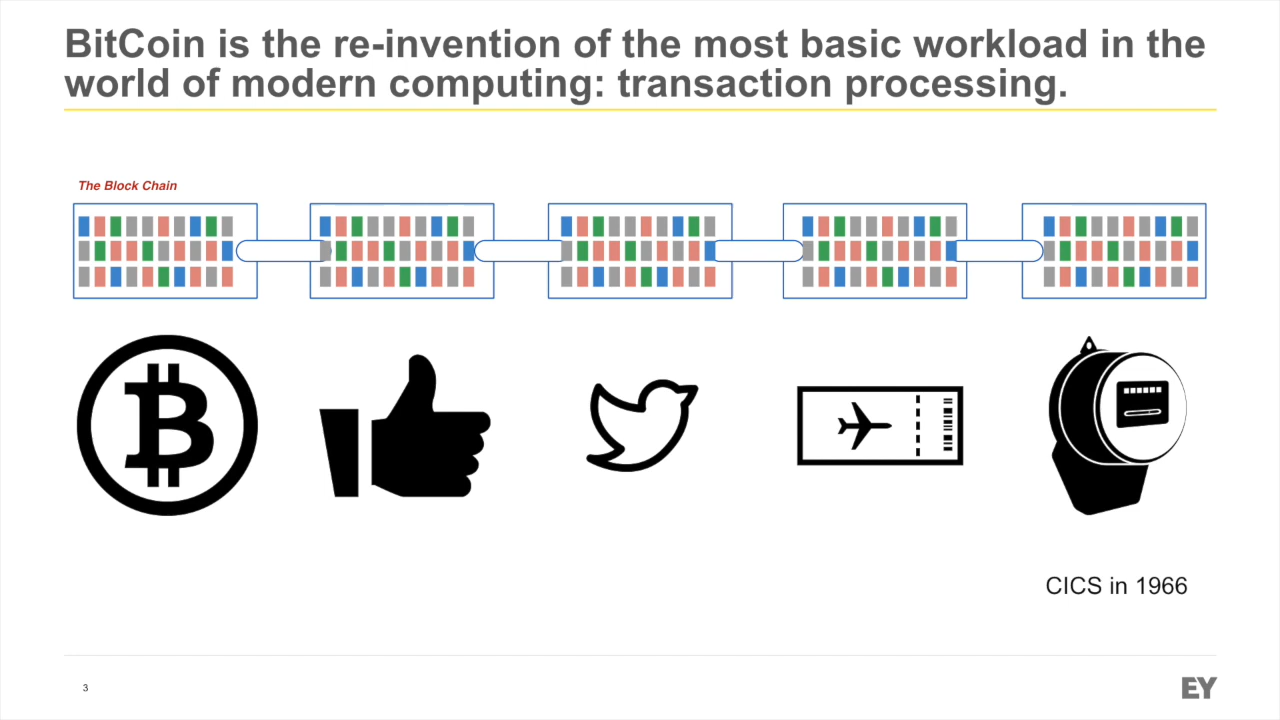 BitCoin is the re-invention of the most basic workload in the
world of modern computing: transaction processing.
The Block Chain
CICS in 1966
3
EY